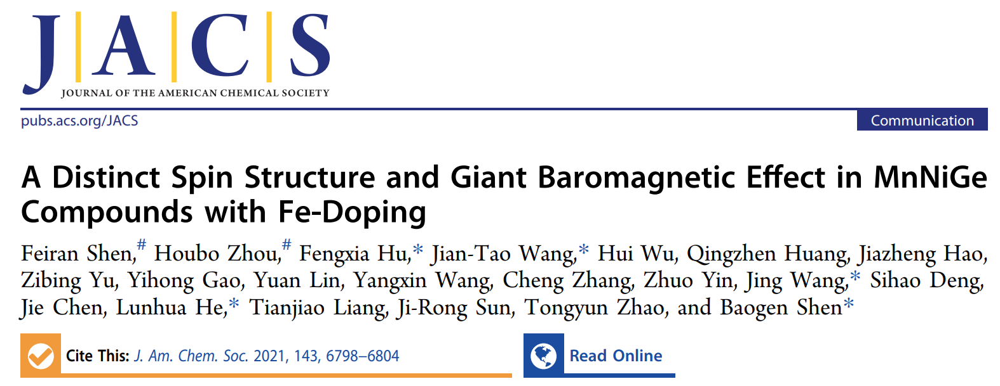 J|A|C|S
JOURNAL OF THE AMERICAN CHEMICAL SOCIETY
pubs.acs.org/JACS
Communication
A Distinct Spin Structure and Giant Baromagnetic Effect in MnNiGe
Compounds with Fe-Doping
Feiran Shen,# Houbo Zhou,# Fengxia Hu,* Jian-Tao Wang,* Hui Wu, Qingzhen Huang, Jiazheng Hao,
Zibing Yu, Yihong Gao, Yuan Lin, Yangxin Wang, Cheng Zhang, Zhuo Yin, Jing Wang,* Sihao Deng,
Jie Chen, Lunhua He,* Tianjiao Liang, Ji-Rong Sun, Tongyun Zhao, and Baogen Shen*
Cite This: J. Am. Chem. Soc. 2021, 143, 6798–6804
Read Online